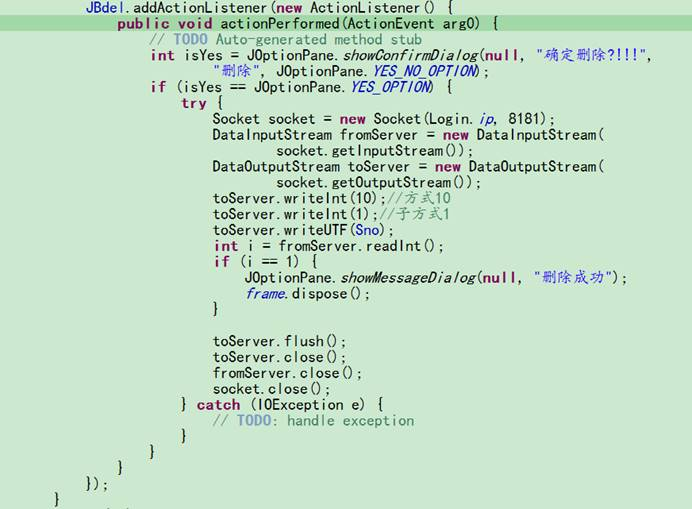 JBdel.addActionListener(new ActionListener() {
public void actionPerformed(ActionEvent arg0) {
// TODO Auto-generated method stub
int isYes = JOptionPane.showConfirmDialog(null, "确定删除?!!!",
"删除", JOptionPane.YES_NO_OPTION);
if (isYes == JOptionPane.YES_OPTION) {
try {
Socket socket = new Socket(Login.ip, 8181);
DataInputStream fromServer = new DataInputStream(
socket.getInputStream());
DataOutputStream toServer = new DataOutputStream(
socket.getOutputStream());
toServer.writeInt(10);//方式10
toServer.writeInt(1);//子方式1
toServer.writeUTF(Sno);
int i = fromServer.readInt();
if (i == 1) {
JOptionPane.showMessageDialog(null, "删除成功");
frame.dispose();
}
toServer.flush();
toServer.close();
fromServer.close();
socket.close();
} catch (IOException e) {
// TODO: handle exception
}
}
}
});
}